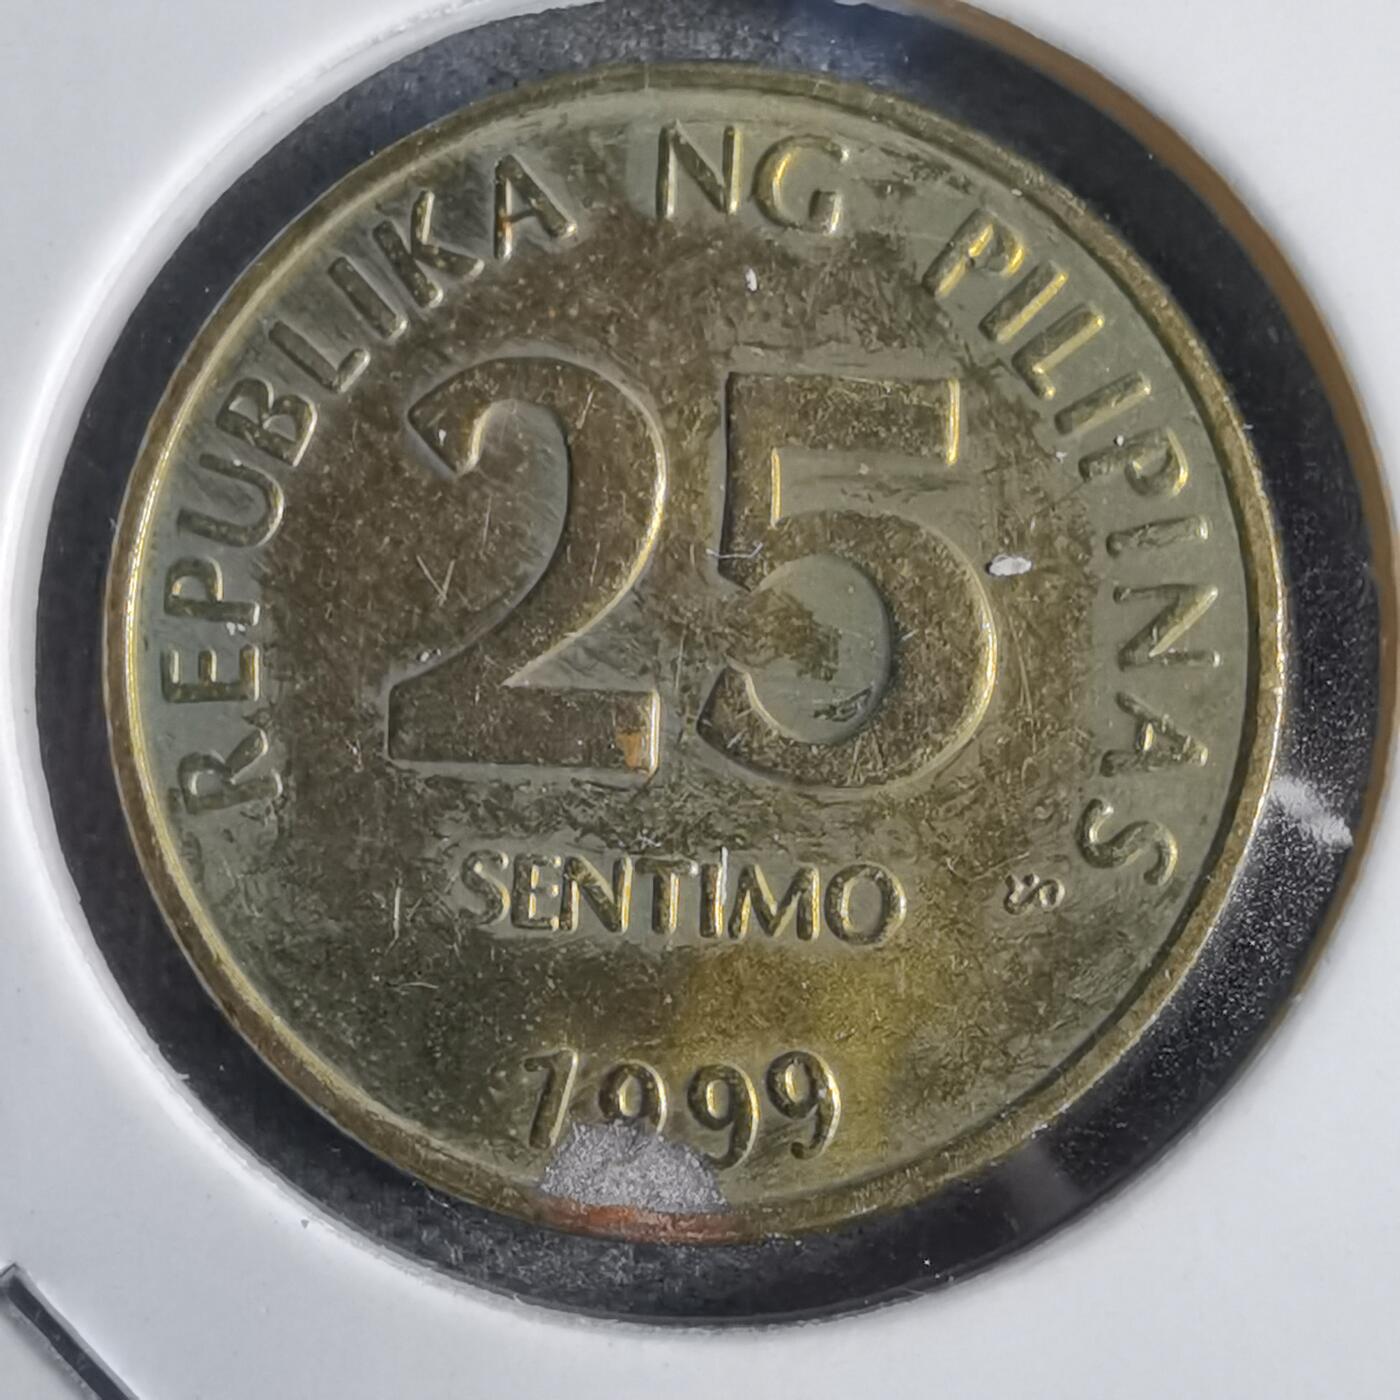 REPUBLIKA NG PILIPINAS
25
SENTIMO
1999